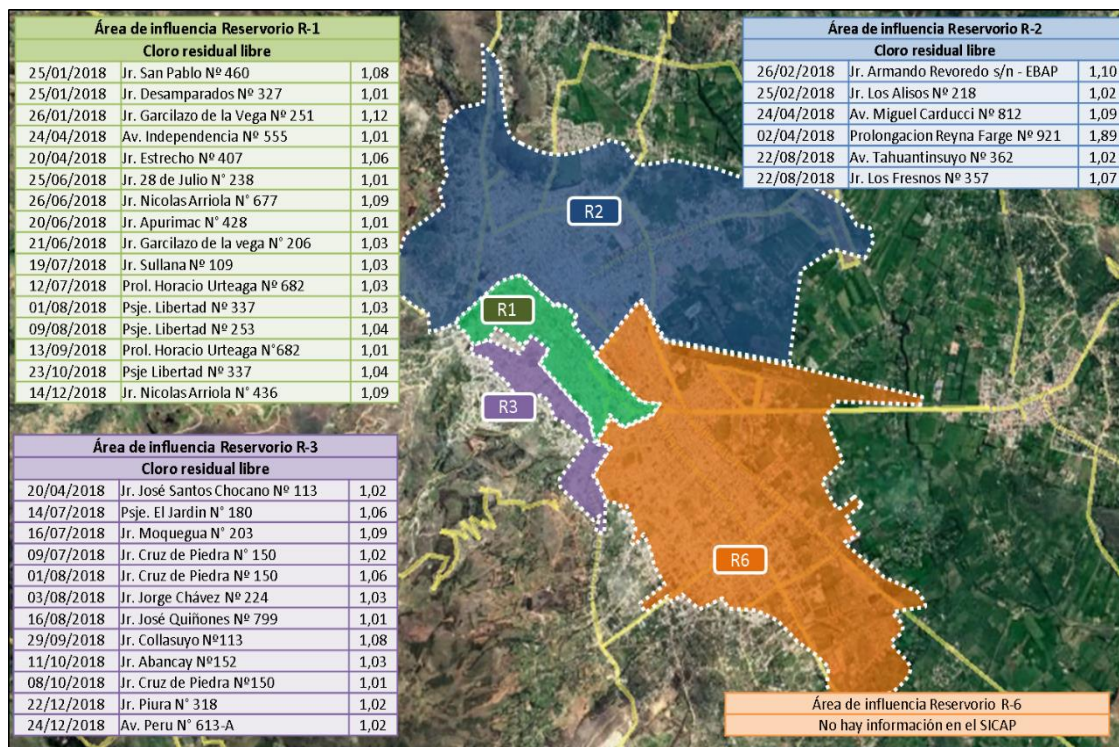 Área de influencia Reservorio R-1
Cloro residual libre
25/01/2018 Jr. San Pablo Nº 460 1,08
25/01/2018 Jr. Desamparados Nº 327 1,01
26/01/2018 Jr. Garcilazo de la Vega Nº 251 1,12
24/04/2018 Av. Independencia Nº 555 1,01
20/04/2018 Jr. Estrecho Nº 407 1,06
25/06/2018 Jr. 28 de Julio N° 238 1,01
26/06/2018 Jr. Nicolas Arriola N° 677 1,09
20/06/2018 Jr. Apurimac N° 428 1,01
21/06/2018 Jr. Garcilazo de la vega N° 206 1,03
19/07/2018 Jr. Sullana Nº 109 1,03
12/07/2018 Prol. Horacio Urteaga Nº 682 1,03
01/08/2018 Psje. Libertad Nº 337 1,03
09/08/2018 Psje. Libertad Nº 253 1,04
13/09/2018 Prol. Horacio Urteaga N°682 1,01
23/10/2018 Psje Libertad Nº 337 1,04
14/12/2018 Jr. Nicolas Arriola N° 436 1,09
Área de influencia Reservorio R-2
Cloro residual libre
26/02/2018 Jr. Armando Revoredo s/n - EBAP 1,10
25/02/2018 Jr. Los Alisos Nº 218 1,02
24/04/2018 Av. Miguel Carducci Nº 812 1,09
02/04/2018 Prolongacion Reyna Farge Nº 921 1,89
22/08/2018 Av. Tahuantinsuyo Nº 362 1,02
22/08/2018 Jr. Los Fresnos Nº 357 1,07
R2
R1
R3
R6
Área de influencia Reservorio R-3
Cloro residual libre
20/04/2018 Jr. José Santos Chocano Nº 113 1,02
14/07/2018 Psje. El Jardin N° 180 1,06
16/07/2018 Jr. Moquegua N° 203 1,09
09/07/2018 Jr. Cruz de Piedra N° 150 1,02
01/08/2018 Jr. Cruz de Piedra Nº 150 1,06
03/08/2018 Jr. Jorge Chávez Nº 224 1,03
16/08/2018 Jr. José Quiñones Nº 799 1,01
29/09/2018 Jr. Collasuyo Nº113 1,08
11/10/2018 Jr. Abancay Nº152 1,03
08/10/2018 Jr. Cruz de Piedra Nº150 1,01
22/12/2018 Jr. Piura N° 318 1,02
24/12/2018 Av. Peru N° 613-A 1,02
Área de influencia Reservorio R-6
No hay información en el SICAP